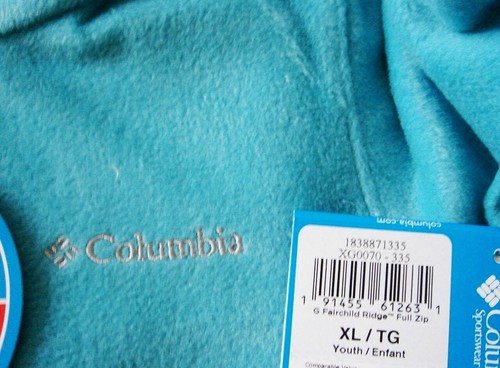 Columbia
columbia.com
1838871335
XG0070 - 335
1 91455 61263 1
G Fairchild Ridge™ Full Zip
XL / TG
Youth / Enfant
Comparable
Sportswear